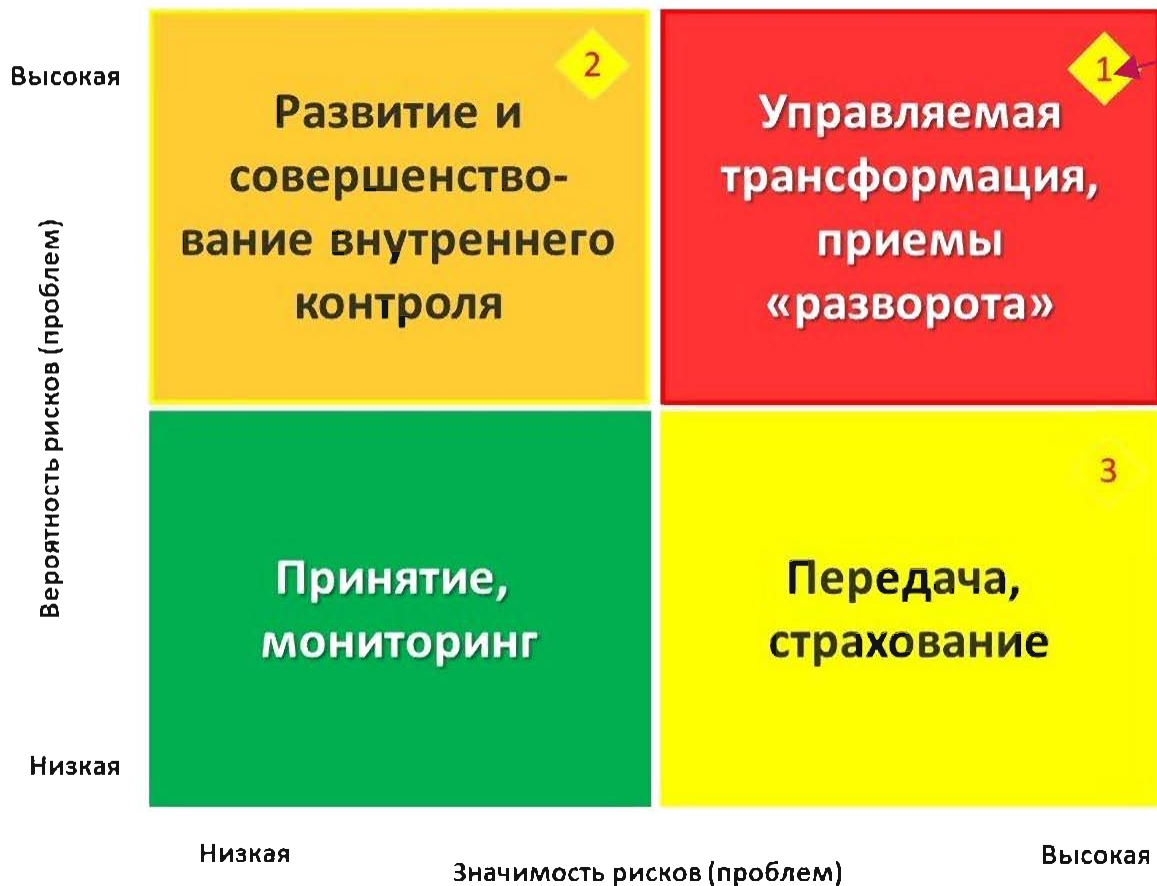 Высокая
2
Развитие и
совершенство-
вание внутреннего
контроля
1
Управляемая
трансформация,
приемы
«разворота»
Вероятность рисков (проблем)
Принятие,
мониторинг
3
Передача,
страхование
Низкая
Низкая
Значимость рисков (проблем)
Высокая